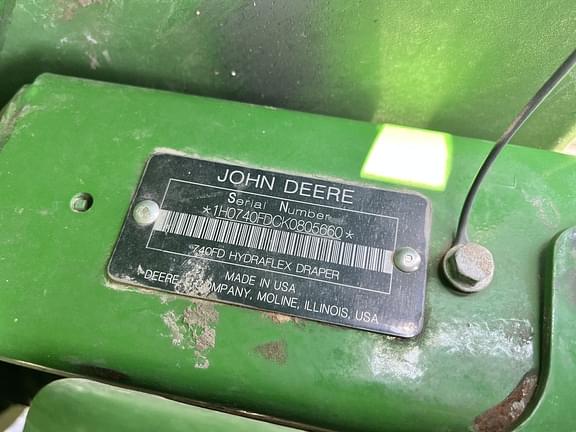 JOHN DEERE
Serial Number
*1H0740FDCK0805660*
740FD HYDRAFLEX DRAPER
MADE IN USA
DEERE COMPANY, MOLINE, ILLINOIS, USA